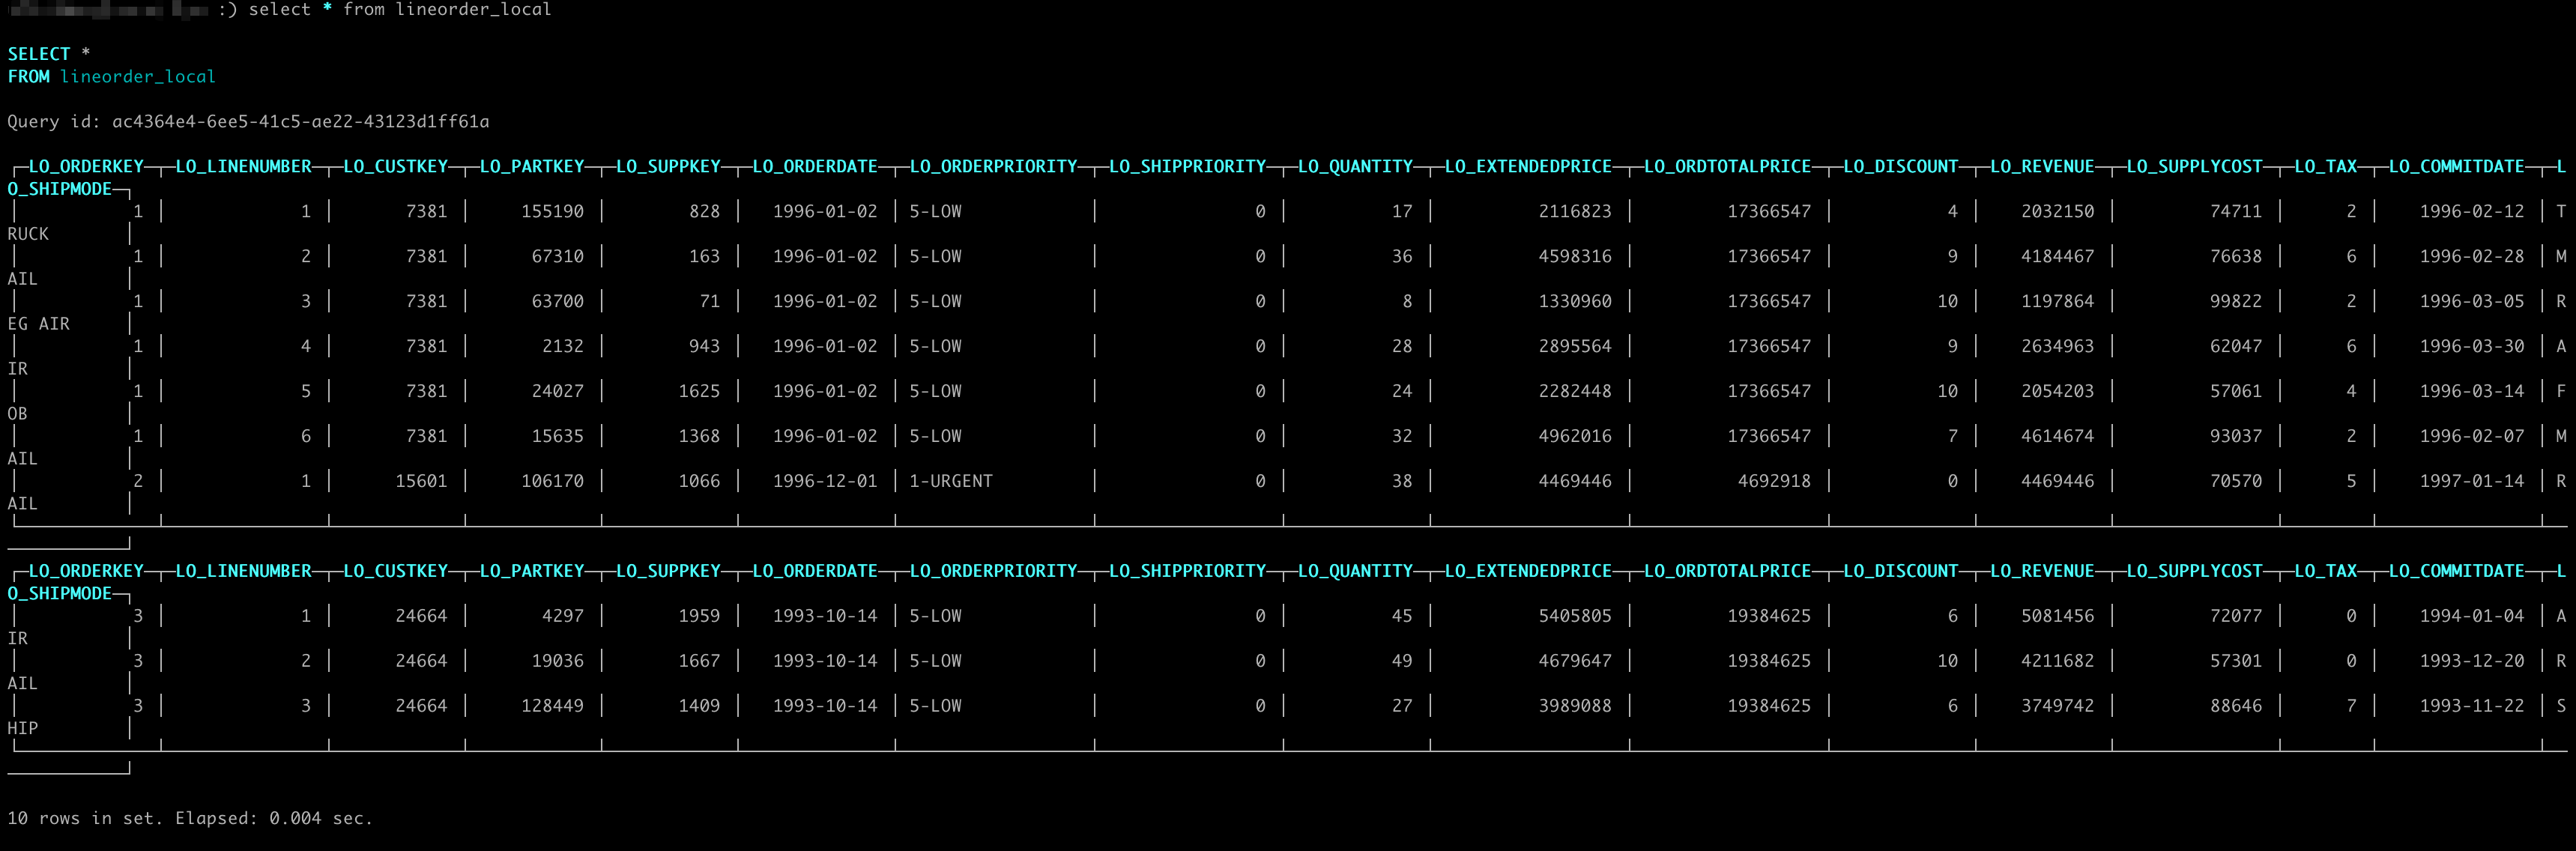 :) select * from lineorder_local
SELECT *
FROM lineorder_local
Query id: ac4364e4-6ee5-41c5-ae22-43123d1ff61a
┌─LO_ORDERKEY─┬─LO_LINENUMBER─┬─LO_CUSTKEY─┬─LO_PARTKEY─┬─LO_SUPPKEY─┬─LO_ORDERDATE─┬─LO_ORDERPRIORITY─┬─LO_SHIPPRIORITY─┬─LO_QUANTITY─┬─LO_EXTENDEDPRICE─┬─LO_ORDTOTALPRICE─┬─LO_DISCOUNT─┬─LO_REVENUE─┬─LO_SUPPLYCOST─┬─LO_TAX─┬─LO_COMMITDATE─┬─L
O_SHIPMODE─┐
│ 1 │ 1 │ 7381 │ 155190 │ 828 │ 1996-01-02 │ 5-LOW │ 0 │ 17 │ 2116823 │ 17366547 │ 4 │ 2032150 │ 74711 │ 2 │ 1996-02-12 │ T
RUCK │
│ 1 │ 2 │ 7381 │ 67310 │ 163 │ 1996-01-02 │ 5-LOW │ 0 │ 36 │ 4598316 │ 17366547 │ 9 │ 4184467 │ 76638 │ 6 │ 1996-02-28 │ M
AIL │
│ 1 │ 3 │ 7381 │ 63700 │ 71 │ 1996-01-02 │ 5-LOW │ 0 │ 8 │ 1330960 │ 17366547 │ 10 │ 1197864 │ 99822 │ 2 │ 1996-03-05 │ R
EG AIR │
│ 1 │ 4 │ 7381 │ 2132 │ 943 │ 1996-01-02 │ 5-LOW │ 0 │ 28 │ 2895564 │ 17366547 │ 9 │ 2634963 │ 62047 │ 6 │ 1996-03-30 │ A
IR │
│ 1 │ 5 │ 7381 │ 24027 │ 1625 │ 1996-01-02 │ 5-LOW │ 0 │ 24 │ 2282448 │ 17366547 │ 10 │ 2054203 │ 57061 │ 4 │ 1996-03-14 │ F
OB │
│ 1 │ 6 │ 7381 │ 15635 │ 1368 │ 1996-01-02 │ 5-LOW │ 0 │ 32 │ 4962016 │ 17366547 │ 7 │ 4614674 │ 93037 │ 2 │ 1996-02-07 │ M
AIL │
│ 2 │ 1 │ 15601 │ 106170 │ 1066 │ 1996-12-01 │ 1-URGENT │ 0 │ 38 │ 4469446 │ 4692918 │ 0 │ 4469446 │ 70570 │ 5 │ 1997-01-14 │ R
AIL │
┌─LO_ORDERKEY─┬─LO_LINENUMBER─┬─LO_CUSTKEY─┬─LO_PARTKEY─┬─LO_SUPPKEY─┬─LO_ORDERDATE─┬─LO_ORDERPRIORITY─┬─LO_SHIPPRIORITY─┬─LO_QUANTITY─┬─LO_EXTENDEDPRICE─┬─LO_ORDTOTALPRICE─┬─LO_DISCOUNT─┬─LO_REVENUE─┬─LO_SUPPLYCOST─┬─LO_TAX─┬─LO_COMMITDATE─┬─L
O_SHIPMODE─┐
│ 3 │ 1 │ 24664 │ 4297 │ 1959 │ 1993-10-14 │ 5-LOW │ 0 │ 45 │ 5405805 │ 19384625 │ 6 │ 5081456 │ 72077 │ 0 │ 1994-01-04 │ A
IR │
│ 3 │ 2 │ 24664 │ 19036 │ 1667 │ 1993-10-14 │ 5-LOW │ 0 │ 49 │ 4679647 │ 19384625 │ 10 │ 4211682 │ 57301 │ 0 │ 1993-12-20 │ R
AIL │
│ 3 │ 3 │ 24664 │ 128449 │ 1409 │ 1993-10-14 │ 5-LOW │ 0 │ 27 │ 3989088 │ 19384625 │ 6 │ 3749742 │ 88646 │ 7 │ 1993-11-22 │ S
HIP │
10 rows in set. Elapsed: 0.004 sec.